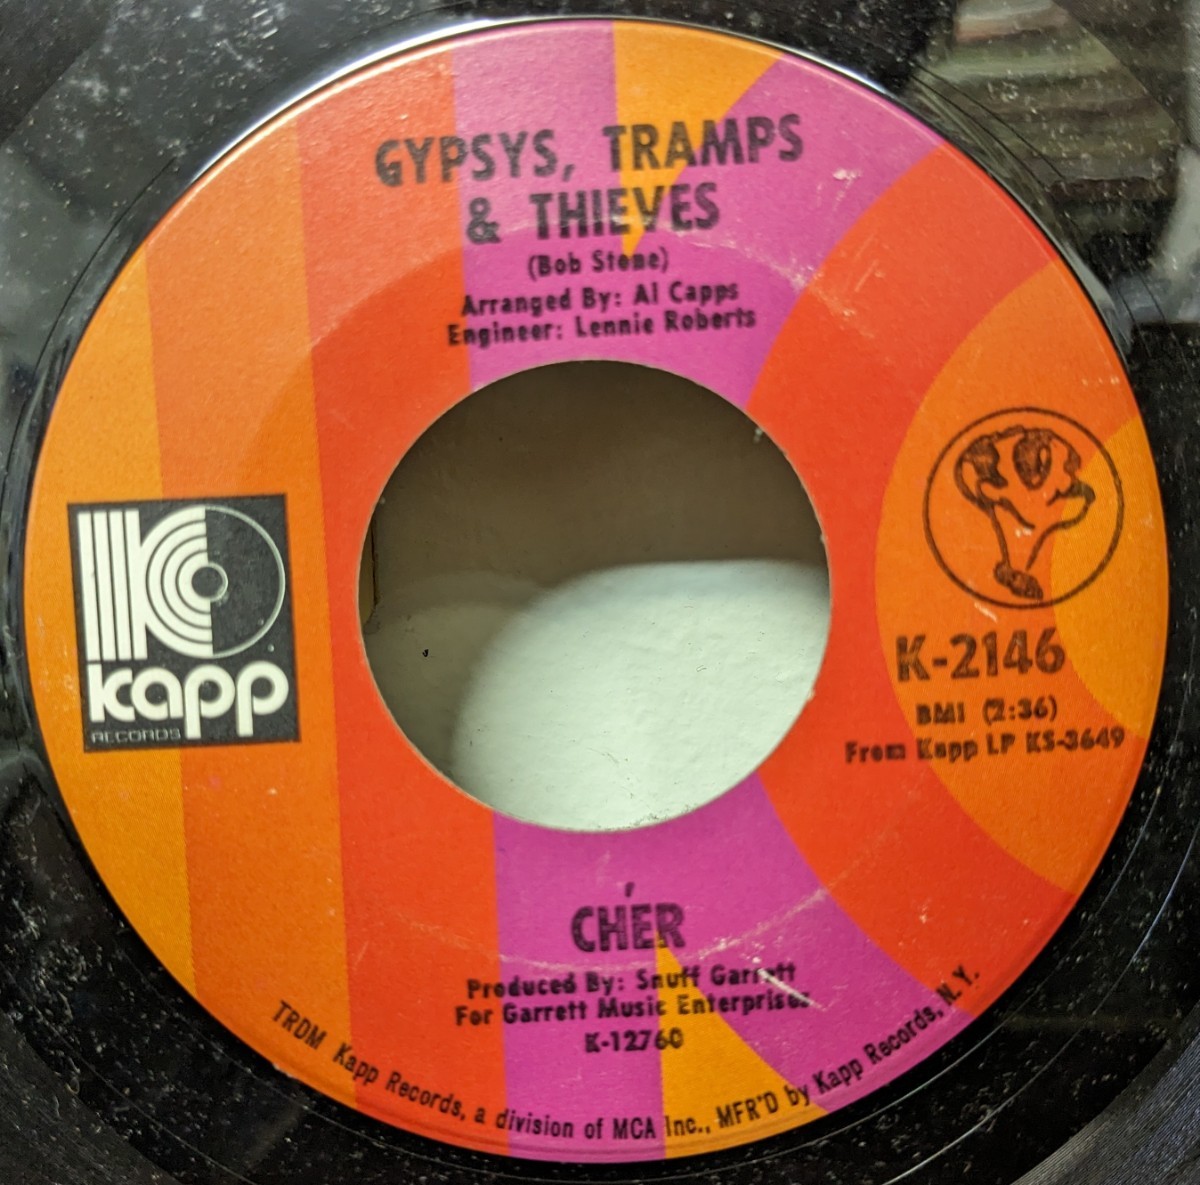 GYPSYS, TRAMPS
& THIEVES
(Bob Stone)
Arranged By: Al Capps
Engineer: Lennie Roberts
kapp
RECORDS
K-2146
BMI (2:36)
From Kapp LP KS-3649
CHÉR
Produced By: Snuff Garrett
For Garrett Music Enterprises
K-12760
TRDM Kapp Records, a division of MCA Inc., MFR'D by Kapp Records, N.Y.